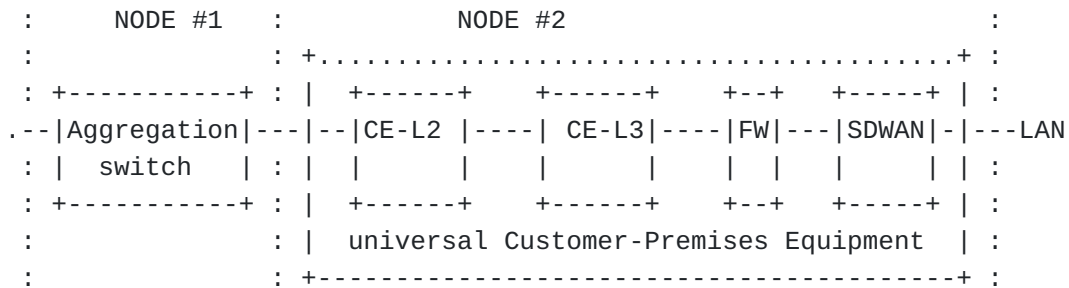 :     NODE #1   :           NODE #2                           :
:               : +.........................................+ :
: +-----------+ : |  +------+    +------+    +--+   +-----+ | :
.--|Aggregation|---|--|CE-L2 |----| CE-L3|----|FW|---|SDWAN|-|---LAN
: |  switch   | : |  |      |    |      |    |  |   |     | | :
: +-----------+ : |  +------+    +------+    +--+   +-----+ | :
:               : |  universal Customer-Premises Equipment  | :
:               : +-----------------------------------------+ :